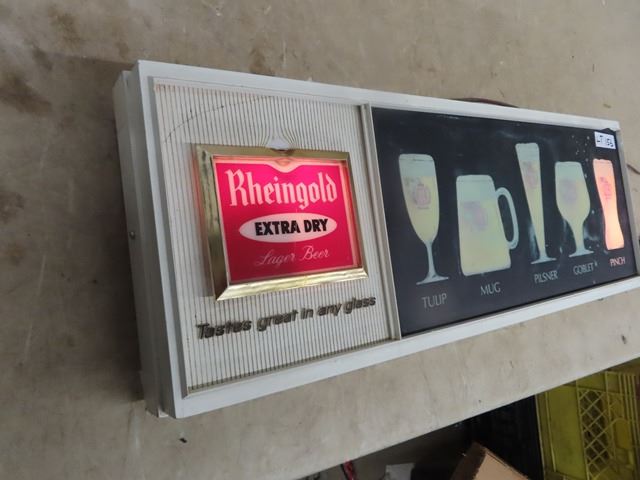 Rheingold
EXTRA DRY
Lager Beer
Tastes great in any glass
TULIP
MUG
PILSNER
GOBLET
PINCH